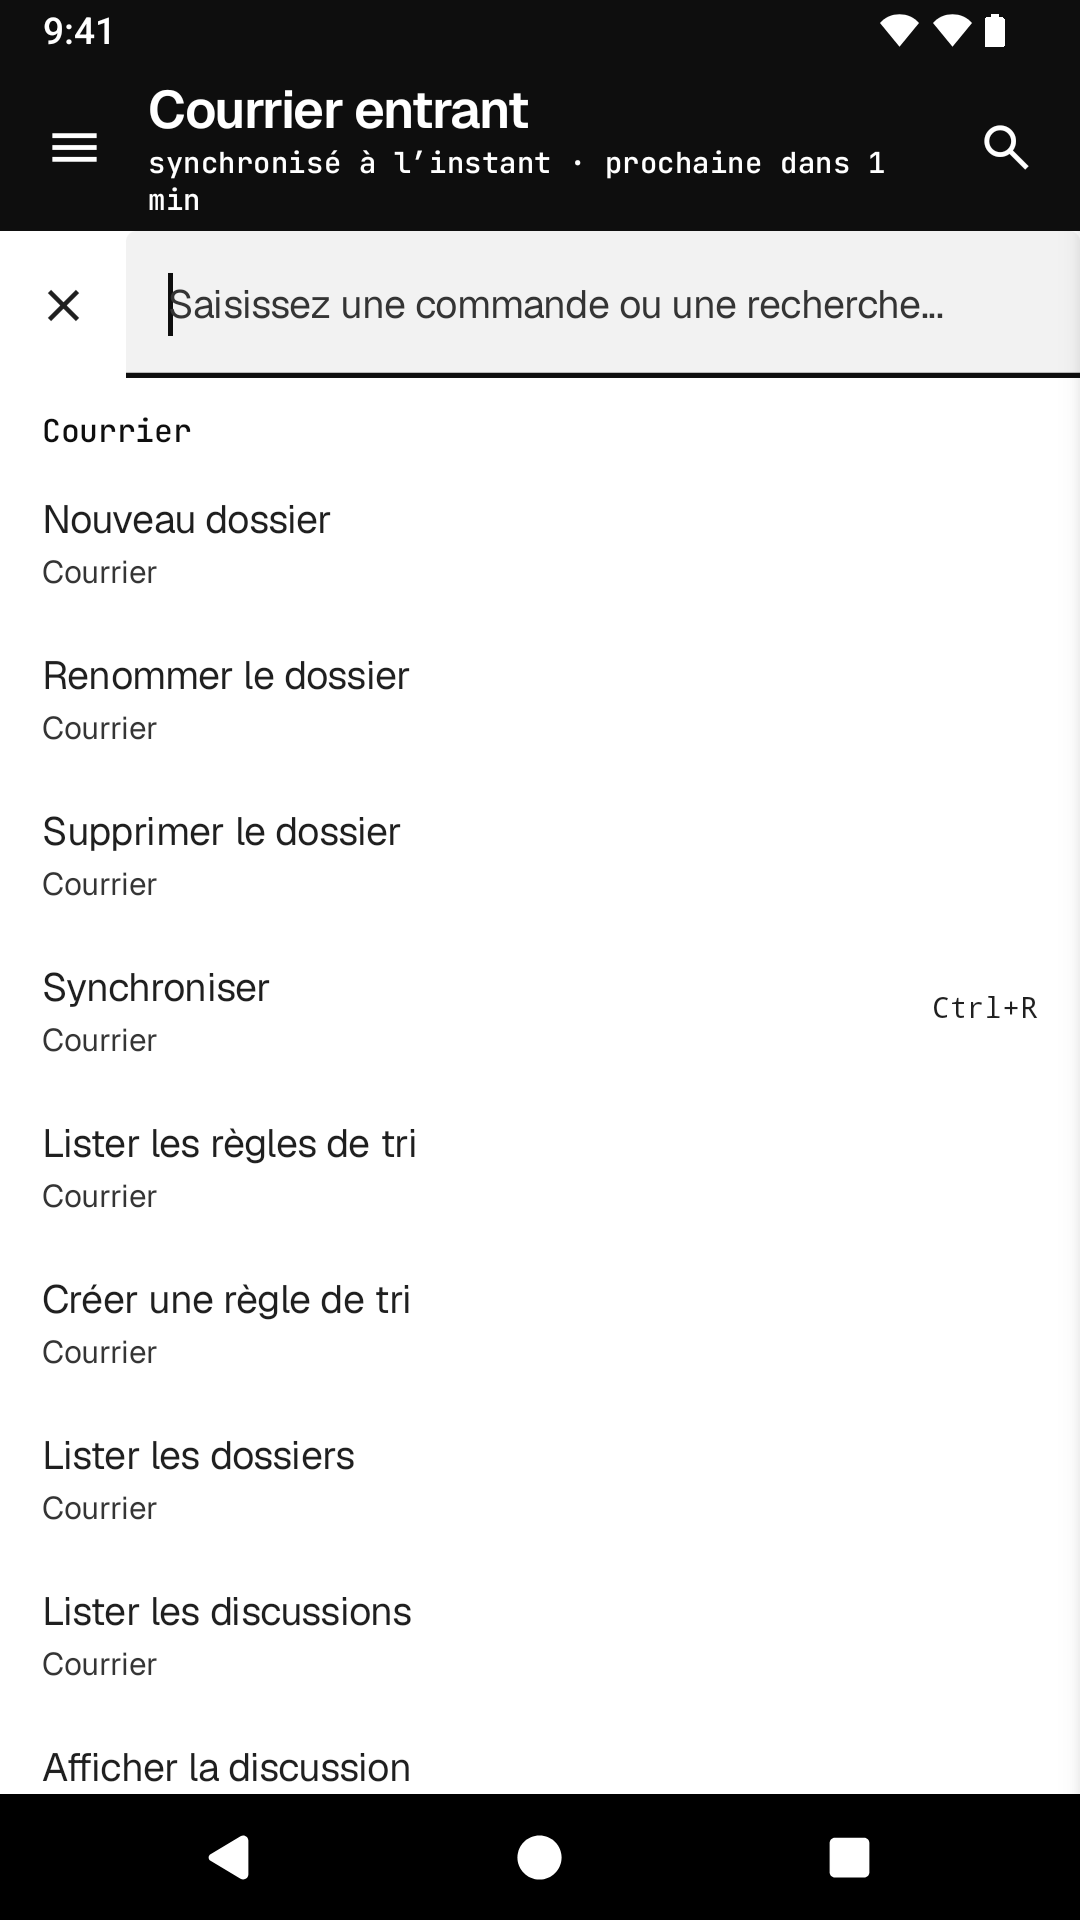 9:41
Courrier entrant
synchronisé à l’instant · prochaine dans 1
min
Saisissez une commande ou une recherche…
Courrier
Nouveau dossier
Courrier
Renommer le dossier
Courrier
Supprimer le dossier
Courrier
Synchroniser
Ctrl+R
Courrier
Lister les règles de tri
Courrier
Créer une règle de tri
Courrier
Lister les dossiers
Courrier
Lister les discussions
Courrier
Afficher la discussion